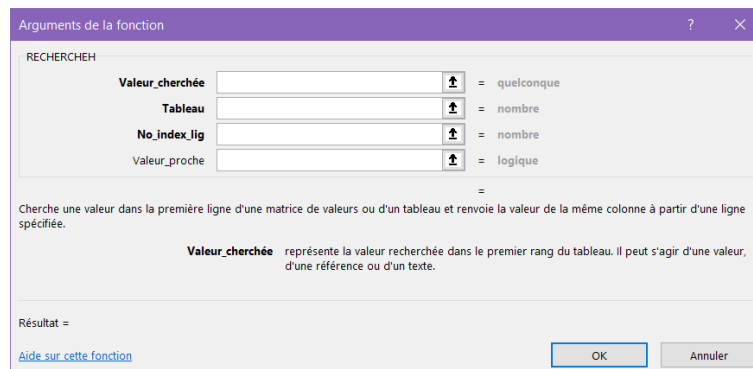 Arguments de la fonction ? ×
RECHERCHEH
Valeur_cherchée = quelconque
Tableau = nombre
No_index_lig = nombre
Valeur_proche = logique
=
Cherche une valeur dans la première ligne d'une matrice de valeurs ou d'un tableau et renvoie la valeur de la même colonne à partir d'une ligne
spécifiée.
Valeur_cherchée représente la valeur recherchée dans le premier rang du tableau. Il peut s'agir d'une valeur,
d'une référence ou d'un texte.
Résultat =
Aide sur cette fonction OK Annuler